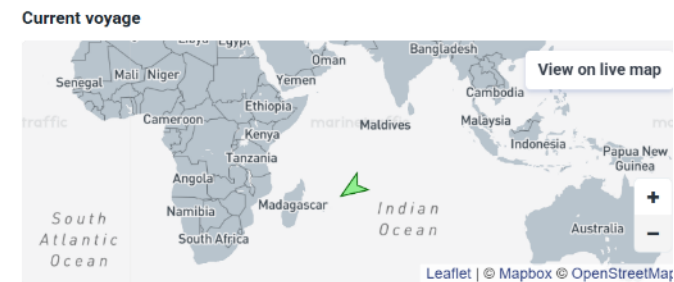 Current voyage
Libya Egypt
Oman
Bangladesh
View on live map
Senegal Mali Niger
Yemen
Cambodia
traffic
Cameroon
Ethiopia
marine
Maldives
Malaysia
Kenya
Indonesia
Papua New
Guinea
Tanzania
Angola
Namibia
Madagascar
Indian
Ocean
South
Atlantic
Ocean
South Africa
Australia
+
−
Leaflet | © Mapbox © OpenStreetMap